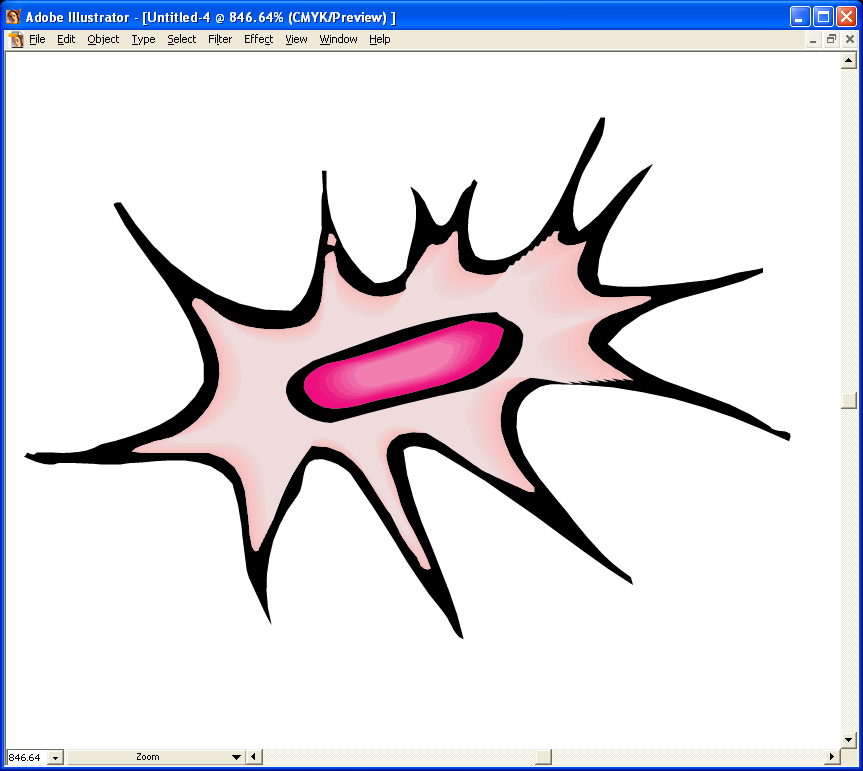 Adobe Illustrator - [Untitled-4 @ 846.64% (CMYK/Preview) ]
File Edit Object Type Select Filter Effect View Window Help
846.64 Zoom